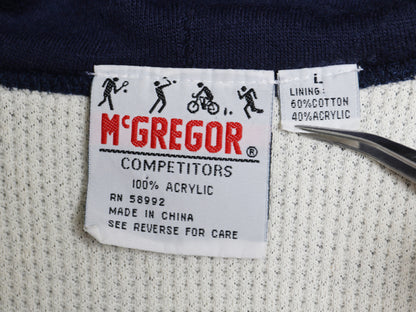 McGREGOR®
COMPETITORS
100% ACRYLIC
RN 58992
MADE IN CHINA
SEE REVERSE FOR CARE
L
LINING:
60%COTTON
40%ACRYLIC